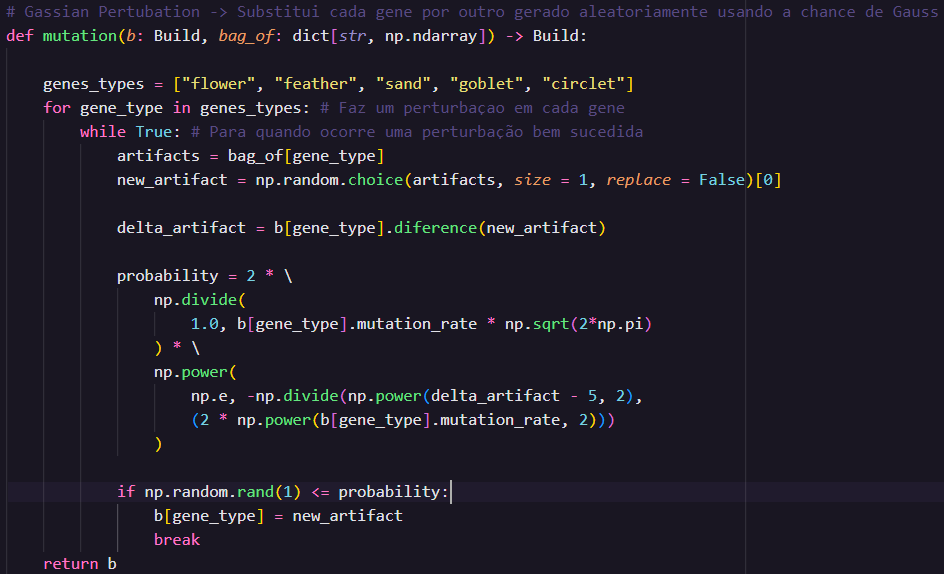 # Gassian Pertubation -> Substitui cada gene por outro gerado aleatoriamente usando a chance de Gauss
def mutation(b: Build, bag_of: dict[str, np.ndarray]) -> Build:
genes_types = ["flower", "feather", "sand", "goblet", "circlet"]
for gene_type in genes_types: # Faz um perturbaçao em cada gene
while True: # Para quando ocorre uma perturbação bem sucedida
artifacts = bag_of[gene_type]
new_artifact = np.random.choice(artifacts, size = 1, replace = False)[0]
delta_artifact = b[gene_type].diference(new_artifact)
probability = 2 * \
np.divide(
1.0, b[gene_type].mutation_rate * np.sqrt(2*np.pi)
) * \
np.power(
np.e, -np.divide(np.power(delta_artifact - 5, 2),
(2 * np.power(b[gene_type].mutation_rate, 2)))
)
if np.random.rand(1) <= probability:
b[gene_type] = new_artifact
break
return b